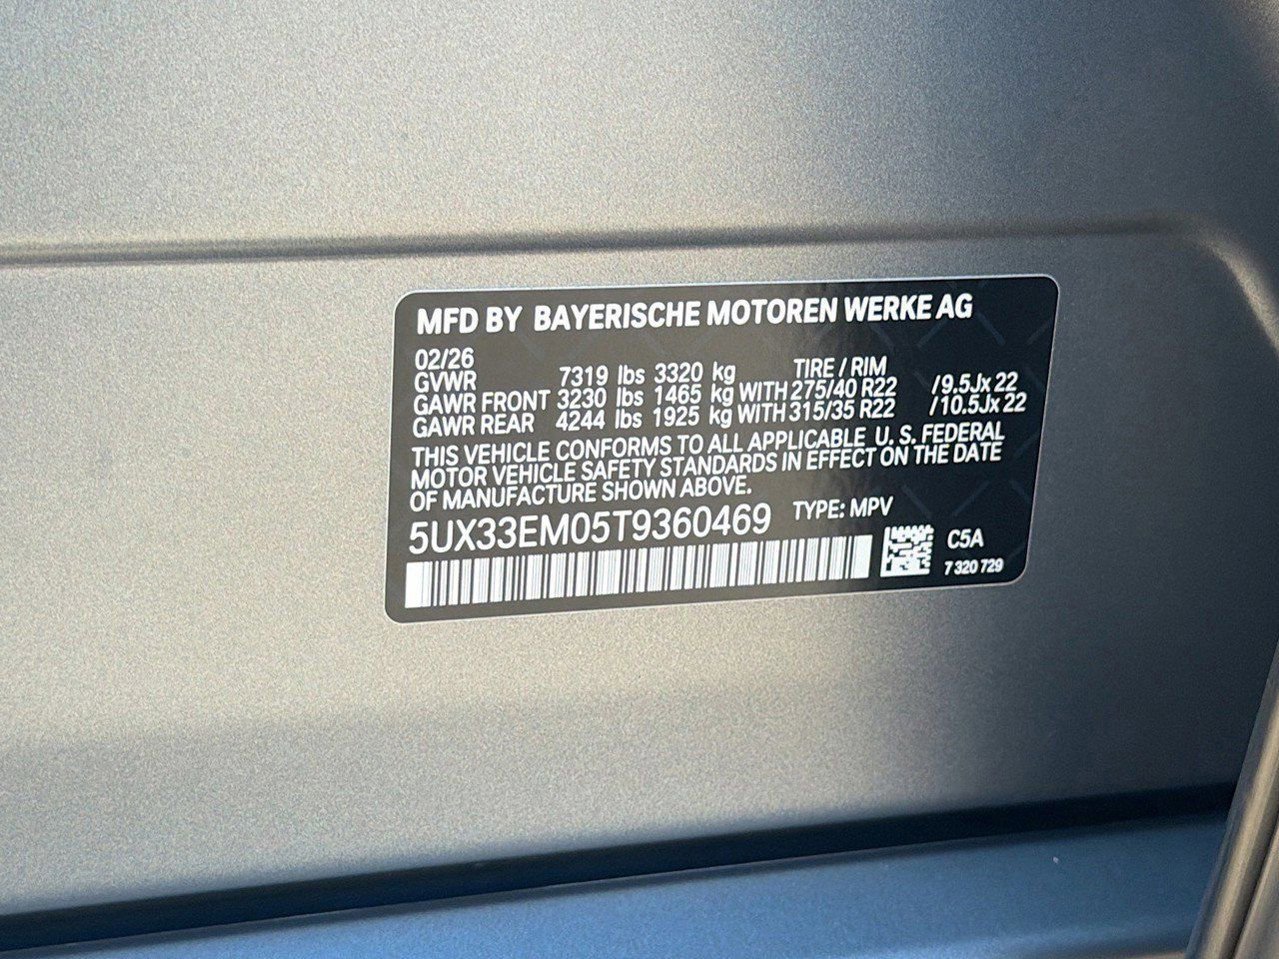 MFD BY BAYERISCHE MOTOREN WERKE AG
02/26
GVWR 7319 lbs 3320 kg TIRE / RIM
GAWR FRONT 3230 lbs 1465 kg WITH 275/40 R22 /9.5Jx 22
GAWR REAR 4244 lbs 1925 kg WITH 315/35 R22 /10.5Jx 22
THIS VEHICLE CONFORMS TO ALL APPLICABLE U. S. FEDERAL
MOTOR VEHICLE SAFETY STANDARDS IN EFFECT ON THE DATE
OF MANUFACTURE SHOWN ABOVE.
5UX33EM05T9360469 TYPE: MPV
C5A
7 320 729